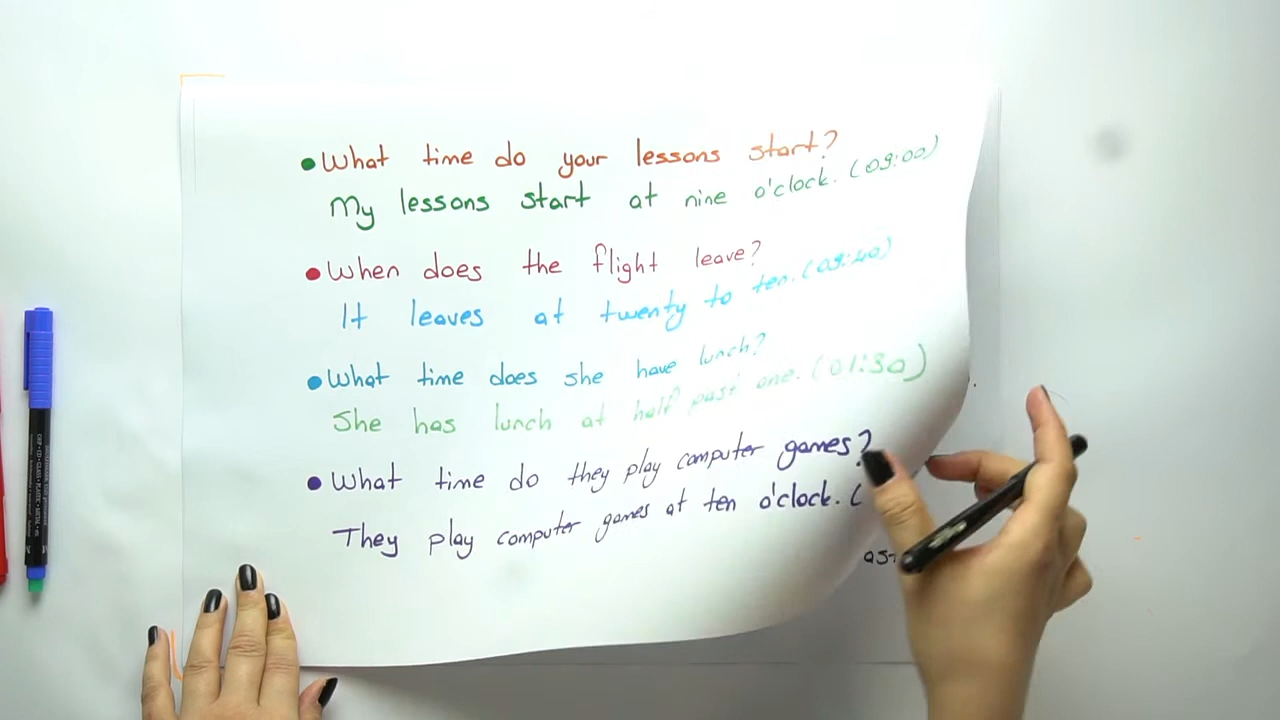 What time do your lessons start?
My lessons start at nine o'clock. (09:00)
When does the flight leave?
It leaves at twenty to ten. (09:40)
What time does she have lunch?
She has lunch at half past one. (01:30)
What time do they play computer games?
They play computer games at ten o'clock. (